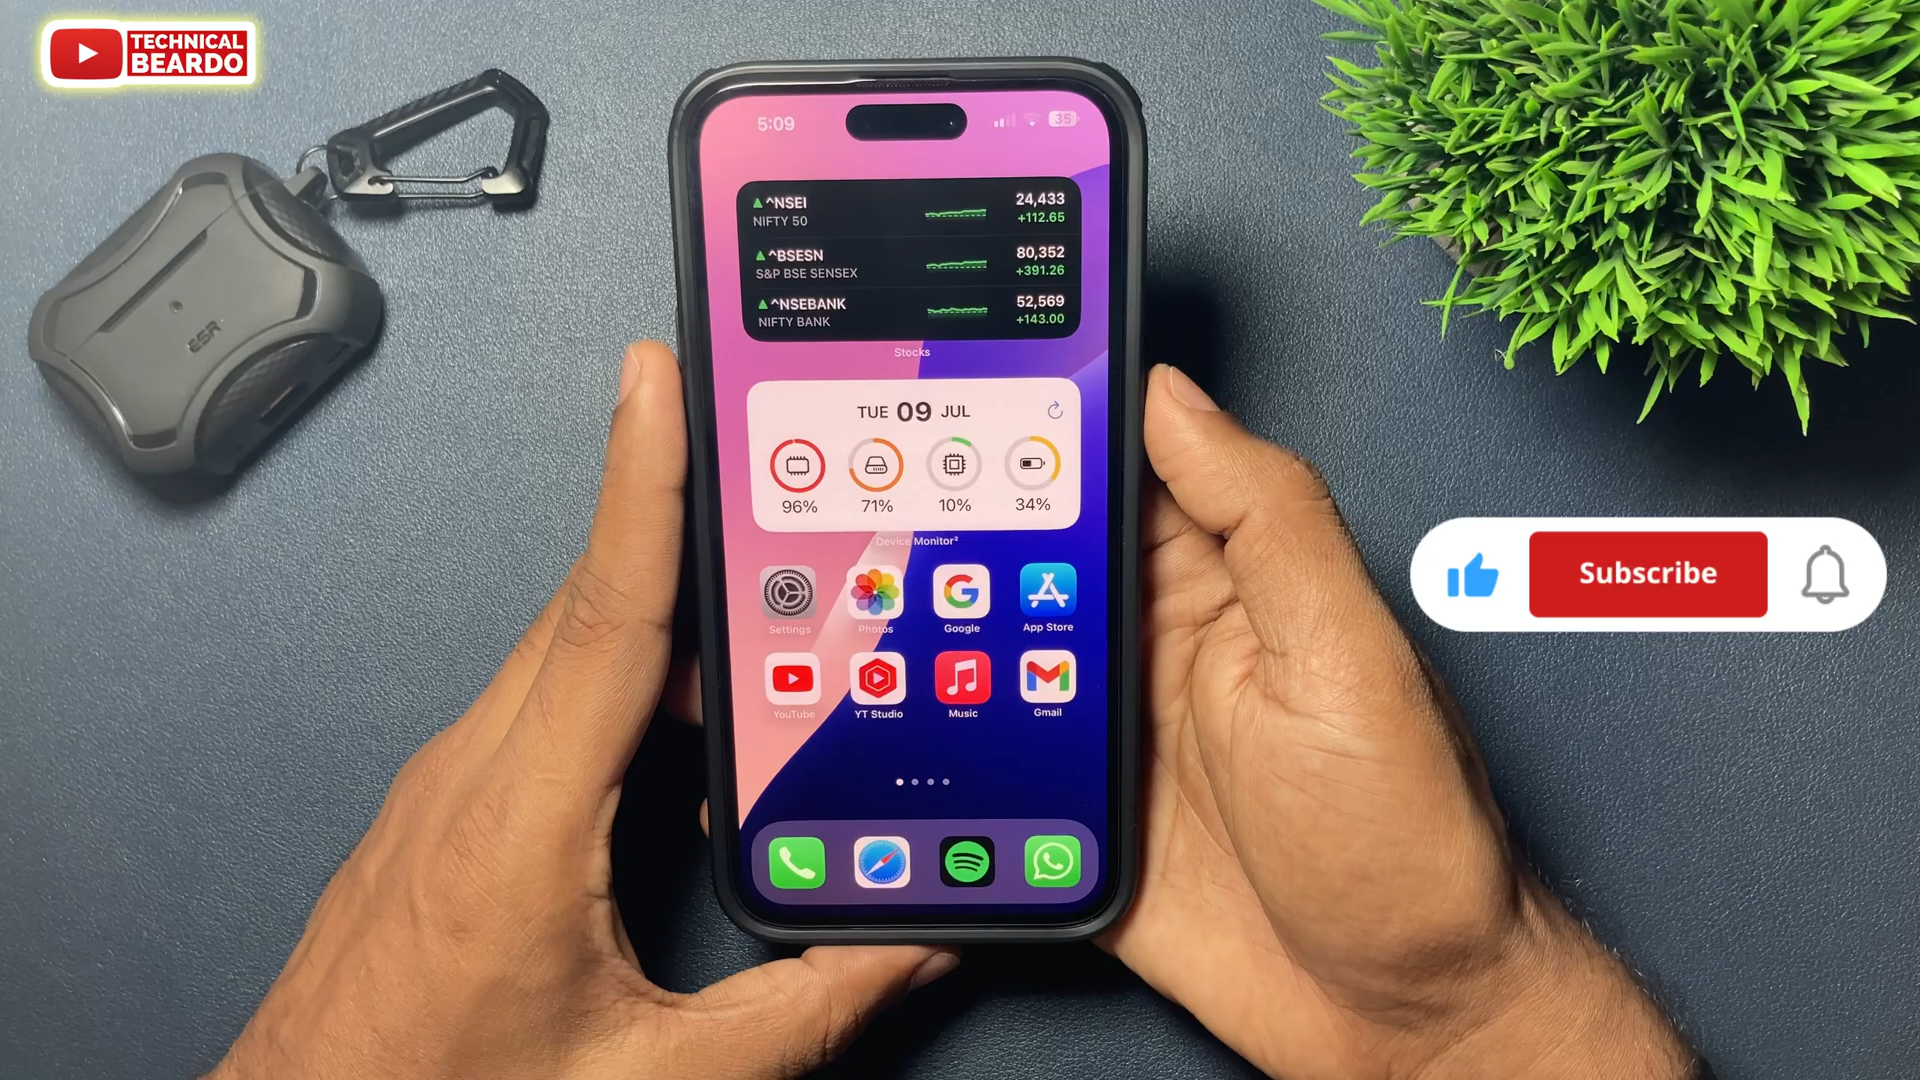 TECHNICAL
BEARDO
5:09
35
^NSEI
24,433
NIFTY 50
+112.65
^BSESN
80,352
S&P BSE SENSEX
+391.26
^NSEBANK
52,569
NIFTY BANK
+143.00
Stocks
TUE 09 JUL
96% 71% 10% 34%
Device Monitor²
Settings Photos Google App Store
YouTube YT Studio Music Gmail
ESR
Subscribe